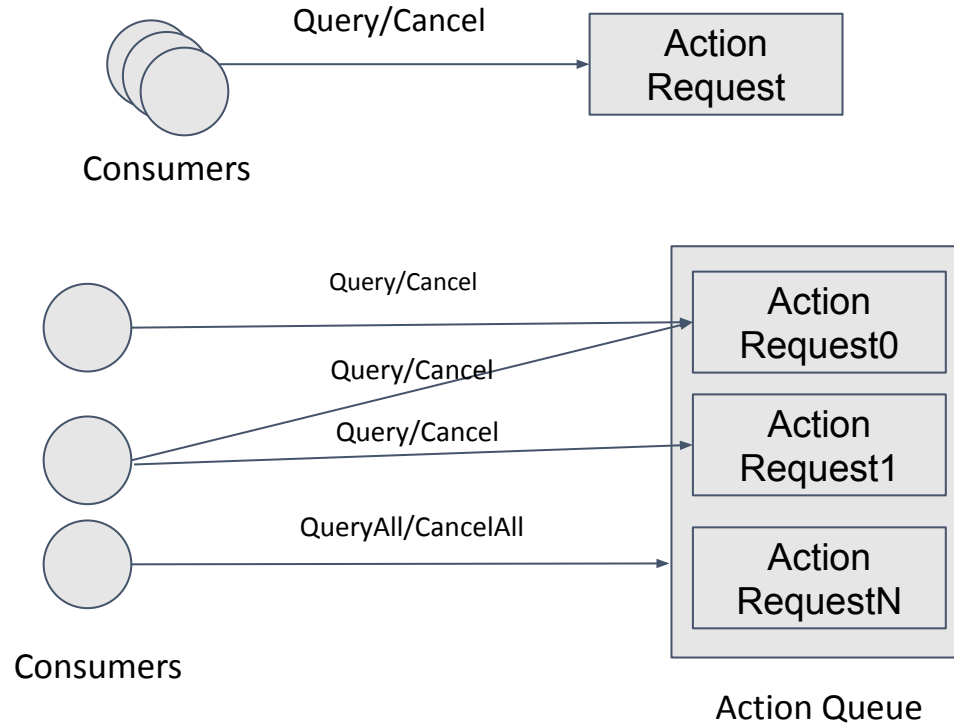 Query/Cancel
Action
Request
Consumers
Query/Cancel
Action
Request0
Query/Cancel
Query/Cancel
Action
Request1
QueryAll/CancelAll
Action
RequestN
Consumers
Action Queue